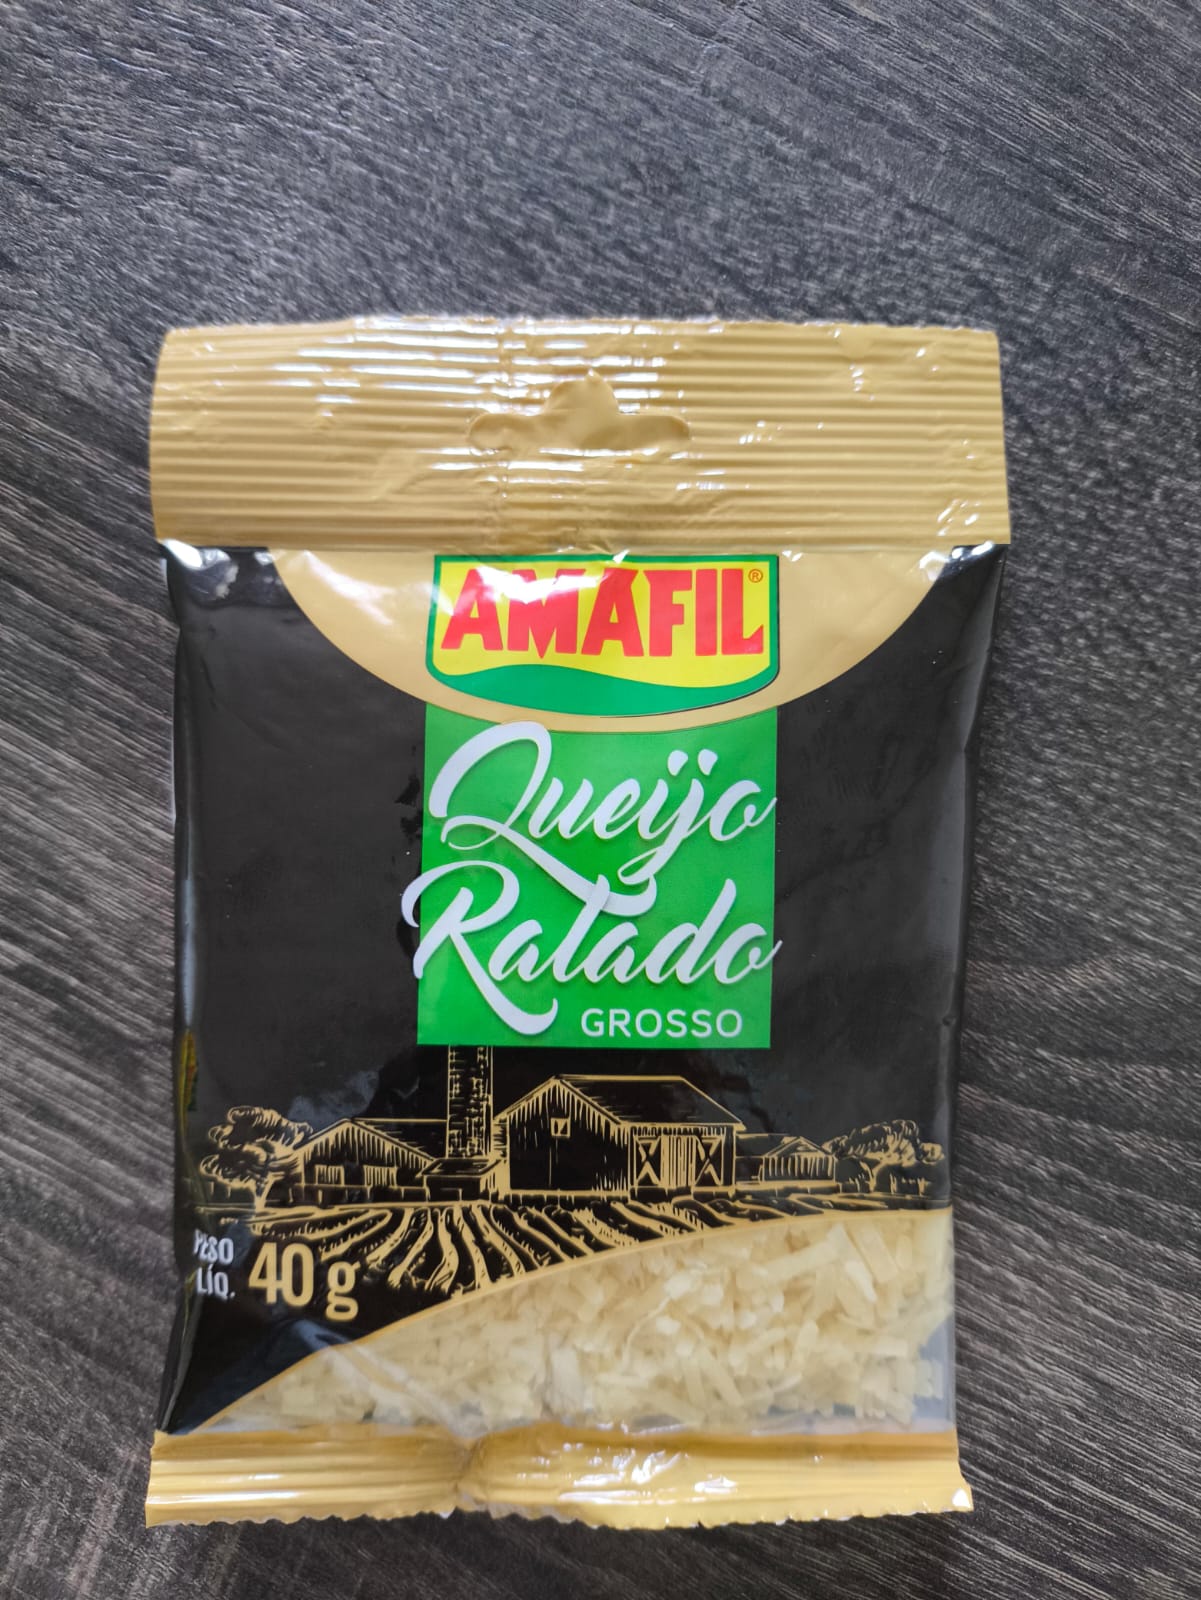 AMAFIL®
Queijo
Ralado
GROSSO
PESO
LÍQ. 40 g